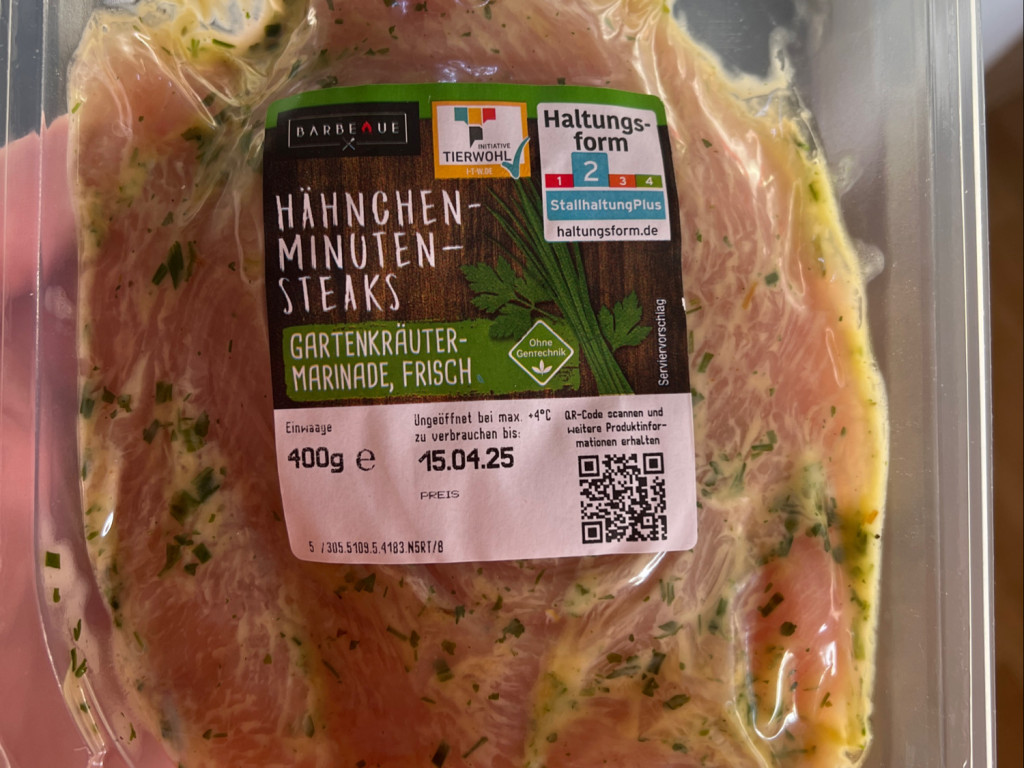 BARBEQUE
INITIATIVE
TIERWOHL
I-T-W.DE
Haltungs-
form
1 2 3 4
StallhaltungPlus
haltungsform.de
HÄHNCHEN-
MINUTEN-
STEAKS
GARTENKRÄUTER-
MARINADE, FRISCH
Ohne
Gentechnik
Serviervorschlag
Einwaage
400g e
Ungeöffnet bei max. +4°C
zu verbrauchen bis:
15.04.25
PREIS
QR-Code scannen und
weitere Produktinfor-
mationen erhalten
5 /305.5109.5.4183.N5RT/8